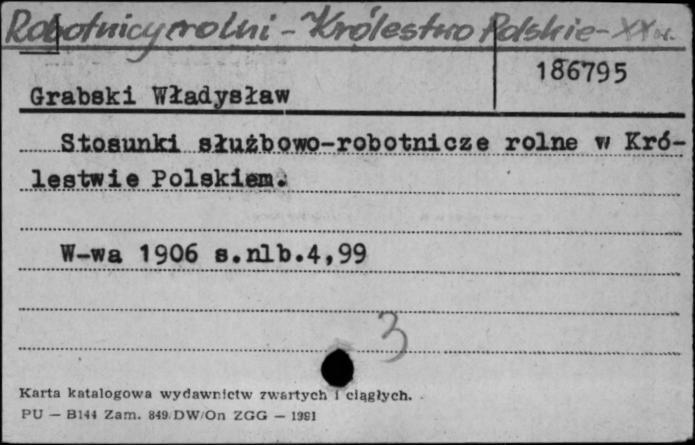 Robotnicy rolni - Królestwo Polskie - XX w.
186795
Grabski Władysław
Stosunki służbowo-robotnicze rolne w Kró-
lestwie Polskiem.
W-wa 1906 s.nlb.4,99
3
Karta katalogowa wydawnictw zwartych i ciągłych.
PU — B144 Zam. 849/DW/On ZGG — 1981